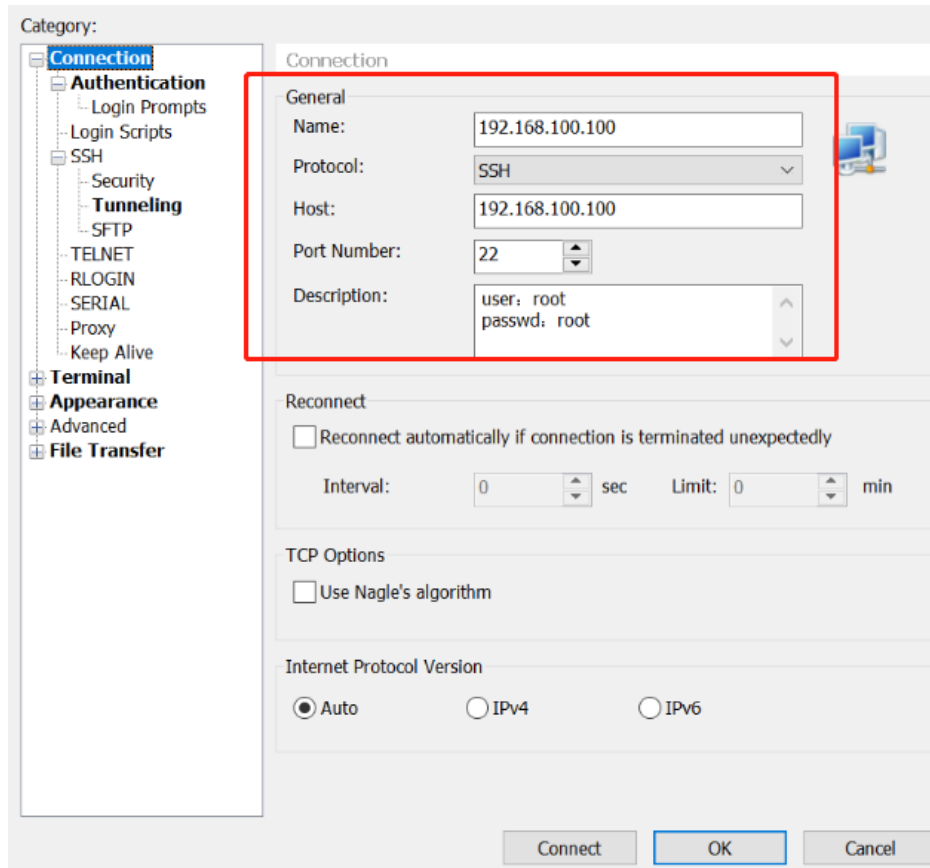 Category:
Connection
Authentication
Login Prompts
Login Scripts
SSH
Security
Tunneling
SFTP
TELNET
RLOGIN
SERIAL
Proxy
Keep Alive
Terminal
Appearance
Advanced
File Transfer
Connection
General
Name: 192.168.100.100
Protocol: SSH
Host: 192.168.100.100
Port Number: 22
Description: user：root
passwd：root
Reconnect
Reconnect automatically if connection is terminated unexpectedly
Interval: 0 sec Limit: 0 min
TCP Options
Use Nagle's algorithm
Internet Protocol Version
Auto IPv4 IPv6
Connect OK Cancel